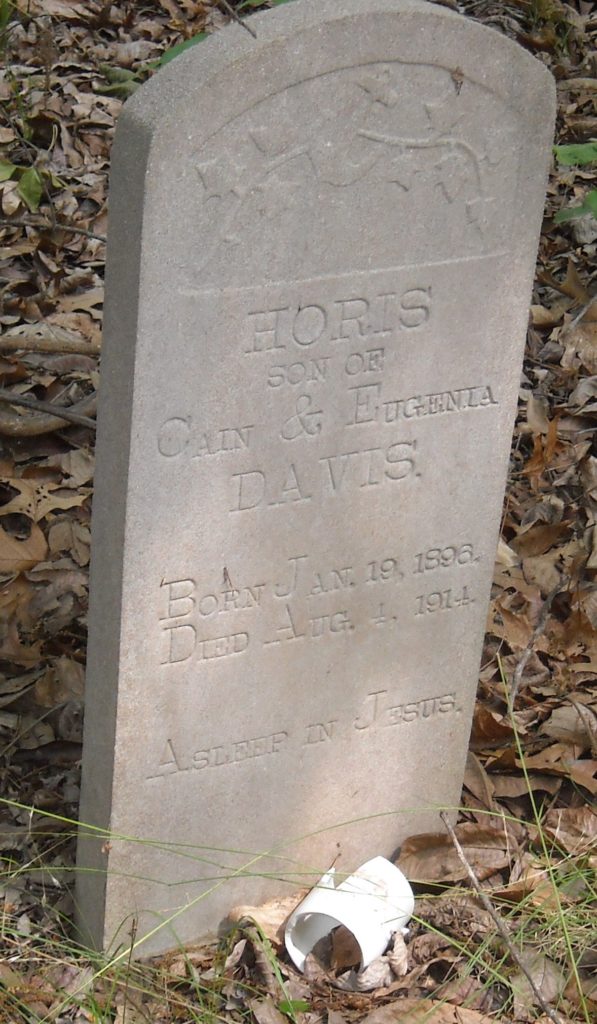 HORIS
SON OF
CAIN & EUGENIA
DAVIS.
BORN JAN. 19, 1896.
DIED AUG. 4, 1914.
ASLEEP IN JESUS.